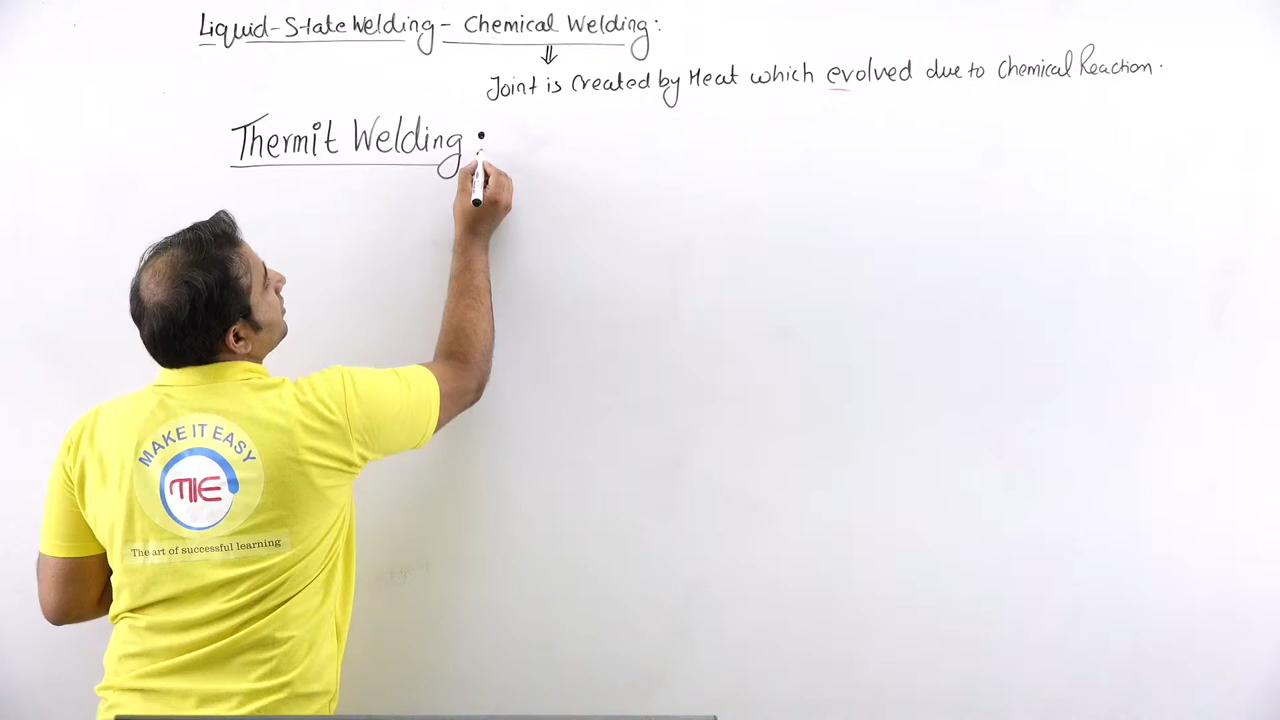 Liquid-State Welding - Chemical Welding:
⇓
Joint is created by Heat which evolved due to Chemical Reaction.
Thermit Welding :
MAKE IT EASY
MIE
The art of successful learning